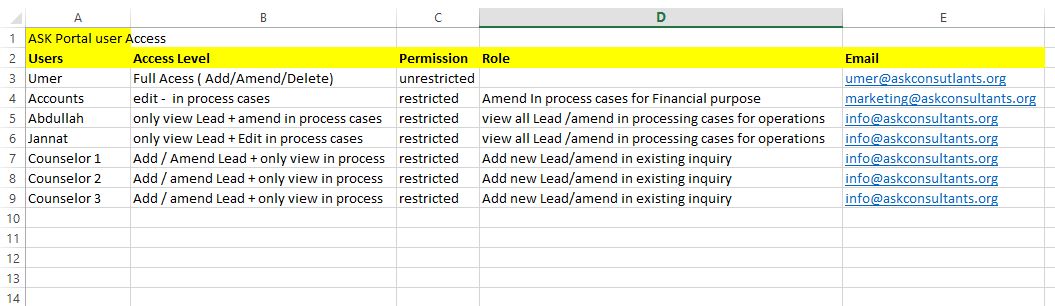 A B C D E
1 ASK Portal user Access
2 Users Access Level Permission Role Email
3 Umer Full Acess ( Add/Amend/Delete) unrestricted umer@askconsutlants.org
4 Accounts edit - in process cases restricted Amend In process cases for Financial purpose marketing@askconsultants.org
5 Abdullah only view Lead + amend in process cases restricted view all Lead /amend in processing cases for operations info@askconsultants.org
6 Jannat only view Lead + Edit in process cases restricted view all Lead /amend in processing cases for operations info@askconsultants.org
7 Counselor 1 Add / Amend Lead + only view in process restricted Add new Lead/amend in existing inquiry info@askconsultants.org
8 Counselor 2 Add / amend Lead + only view in process restricted Add new Lead/amend in existing inquiry info@askconsultants.org
9 Counselor 3 Add / amend Lead + only view in process restricted Add new Lead/amend in existing inquiry info@askconsultants.org
10
11
12
13
14